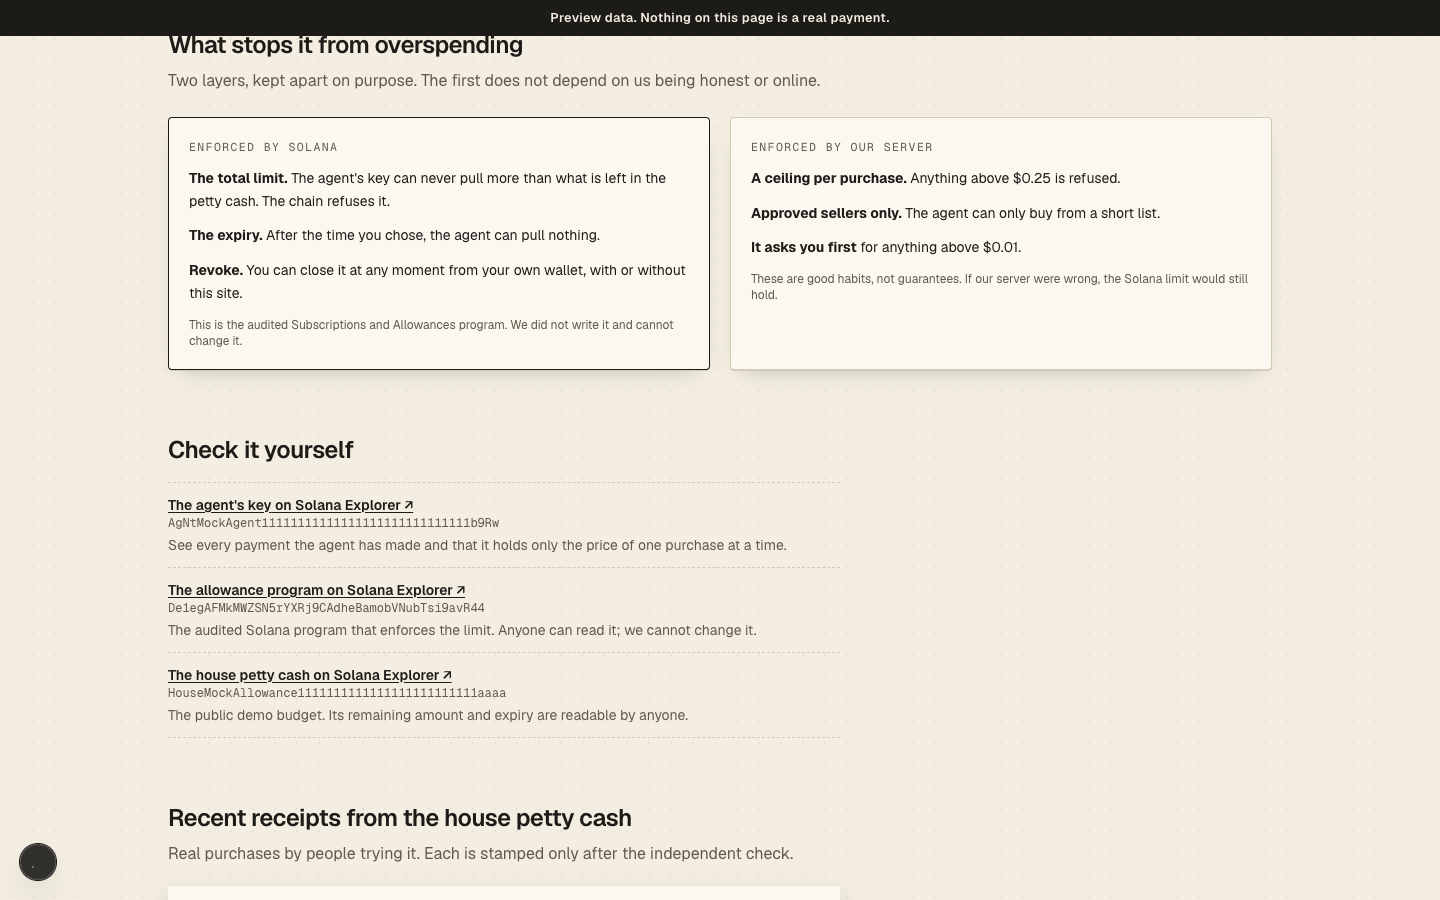 Preview data. Nothing on this page is a real payment.
What stops it from overspending
Two layers, kept apart on purpose. The first does not depend on us being honest or online.
ENFORCED BY SOLANA
The total limit. The agent's key can never pull more than what is left in the
petty cash. The chain refuses it.
The expiry. After the time you chose, the agent can pull nothing.
Revoke. You can close it at any moment from your own wallet, with or without
this site.
This is the audited Subscriptions and Allowances program. We did not write it and cannot
change it.
ENFORCED BY OUR SERVER
A ceiling per purchase. Anything above $0.25 is refused.
Approved sellers only. The agent can only buy from a short list.
It asks you first for anything above $0.01.
These are good habits, not guarantees. If our server were wrong, the Solana limit would still
hold.
Check it yourself
The agent's key on Solana Explorer ↗
AgNtMockAgent11111111111111111111111111111b9Rw
See every payment the agent has made and that it holds only the price of one purchase at a time.
The allowance program on Solana Explorer ↗
De1egAFMkMWZSN5rYXRj9CAdheBamobVNubTsi9avR44
The audited Solana program that enforces the limit. Anyone can read it; we cannot change it.
The house petty cash on Solana Explorer ↗
HouseMockAllowance1111111111111111111111111aaaa
The public demo budget. Its remaining amount and expiry are readable by anyone.
Recent receipts from the house petty cash
Real purchases by people trying it. Each is stamped only after the independent check.